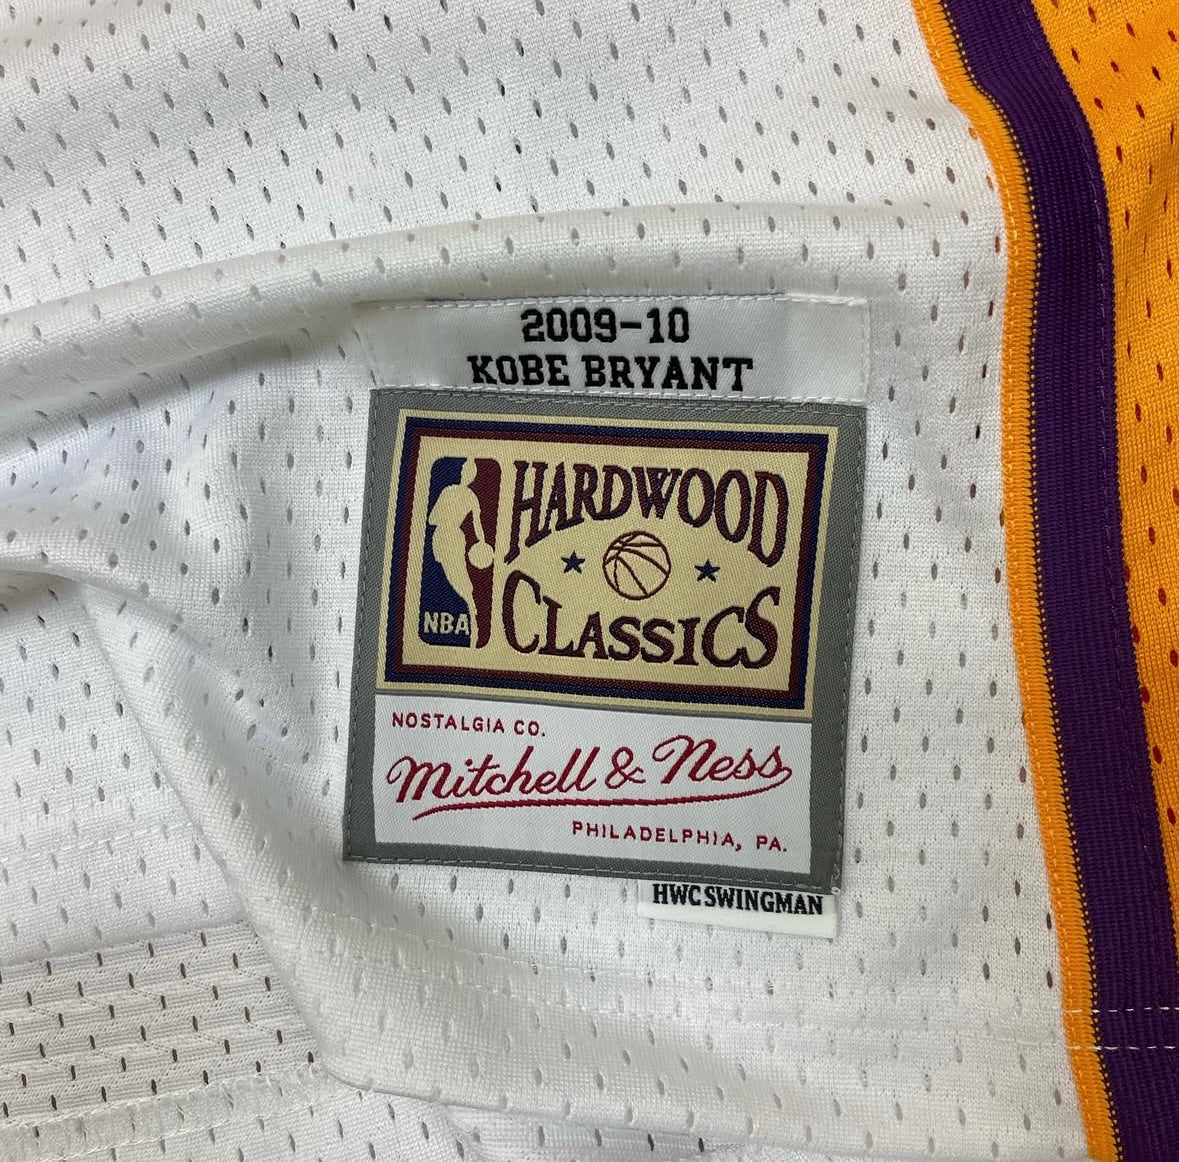 2009-10
KOBE BRYANT
HARDWOOD
CLASSICS
NBA
NOSTALGIA CO.
Mitchell & Ness
PHILADELPHIA, PA.
HWC SWINGMAN